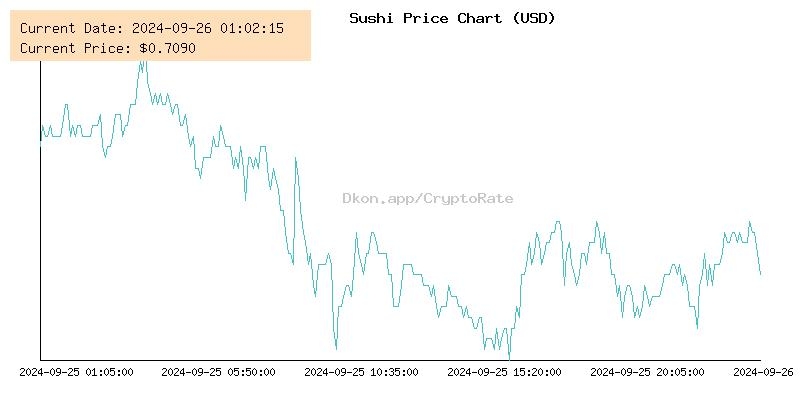 Sushi Price Chart (USD)
Current Date: 2024-09-26 01:02:15
Current Price: $0.7090
Dkon.app/CryptoRate
2024-09-25 01:05:00 2024-09-25 05:50:00 2024-09-25 10:35:00 2024-09-25 15:20:00 2024-09-25 20:05:00 2024-09-26